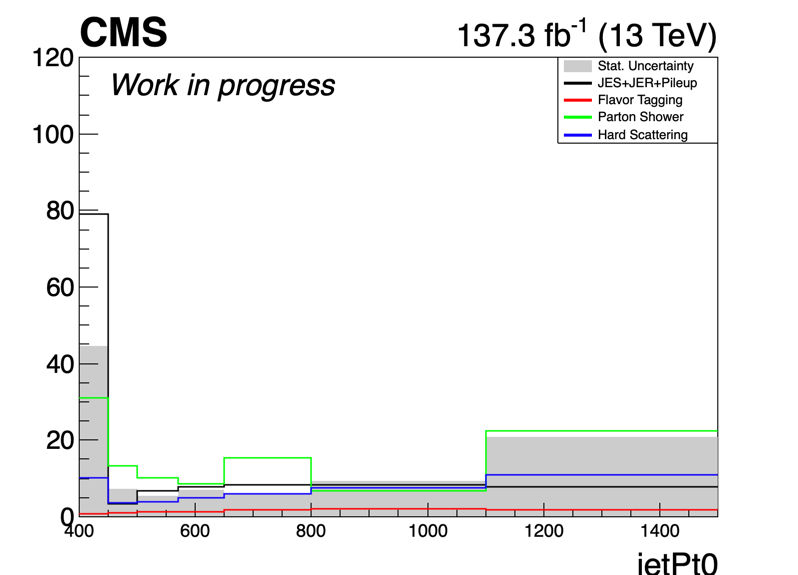 CMS
137.3 fb-1 (13 TeV)
Work in progress
Stat. Uncertainty
JES+JER+Pileup
Flavor Tagging
Parton Shower
Hard Scattering
120
100
80
60
40
20
0
400 600 800 1000 1200 1400
jetPt0